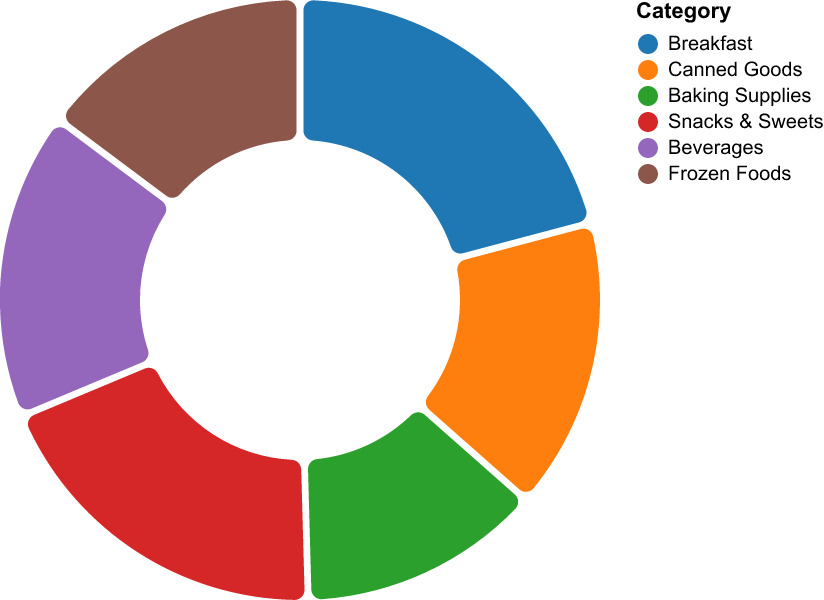 Category
Breakfast
Canned Goods
Baking Supplies
Snacks & Sweets
Beverages
Frozen Foods